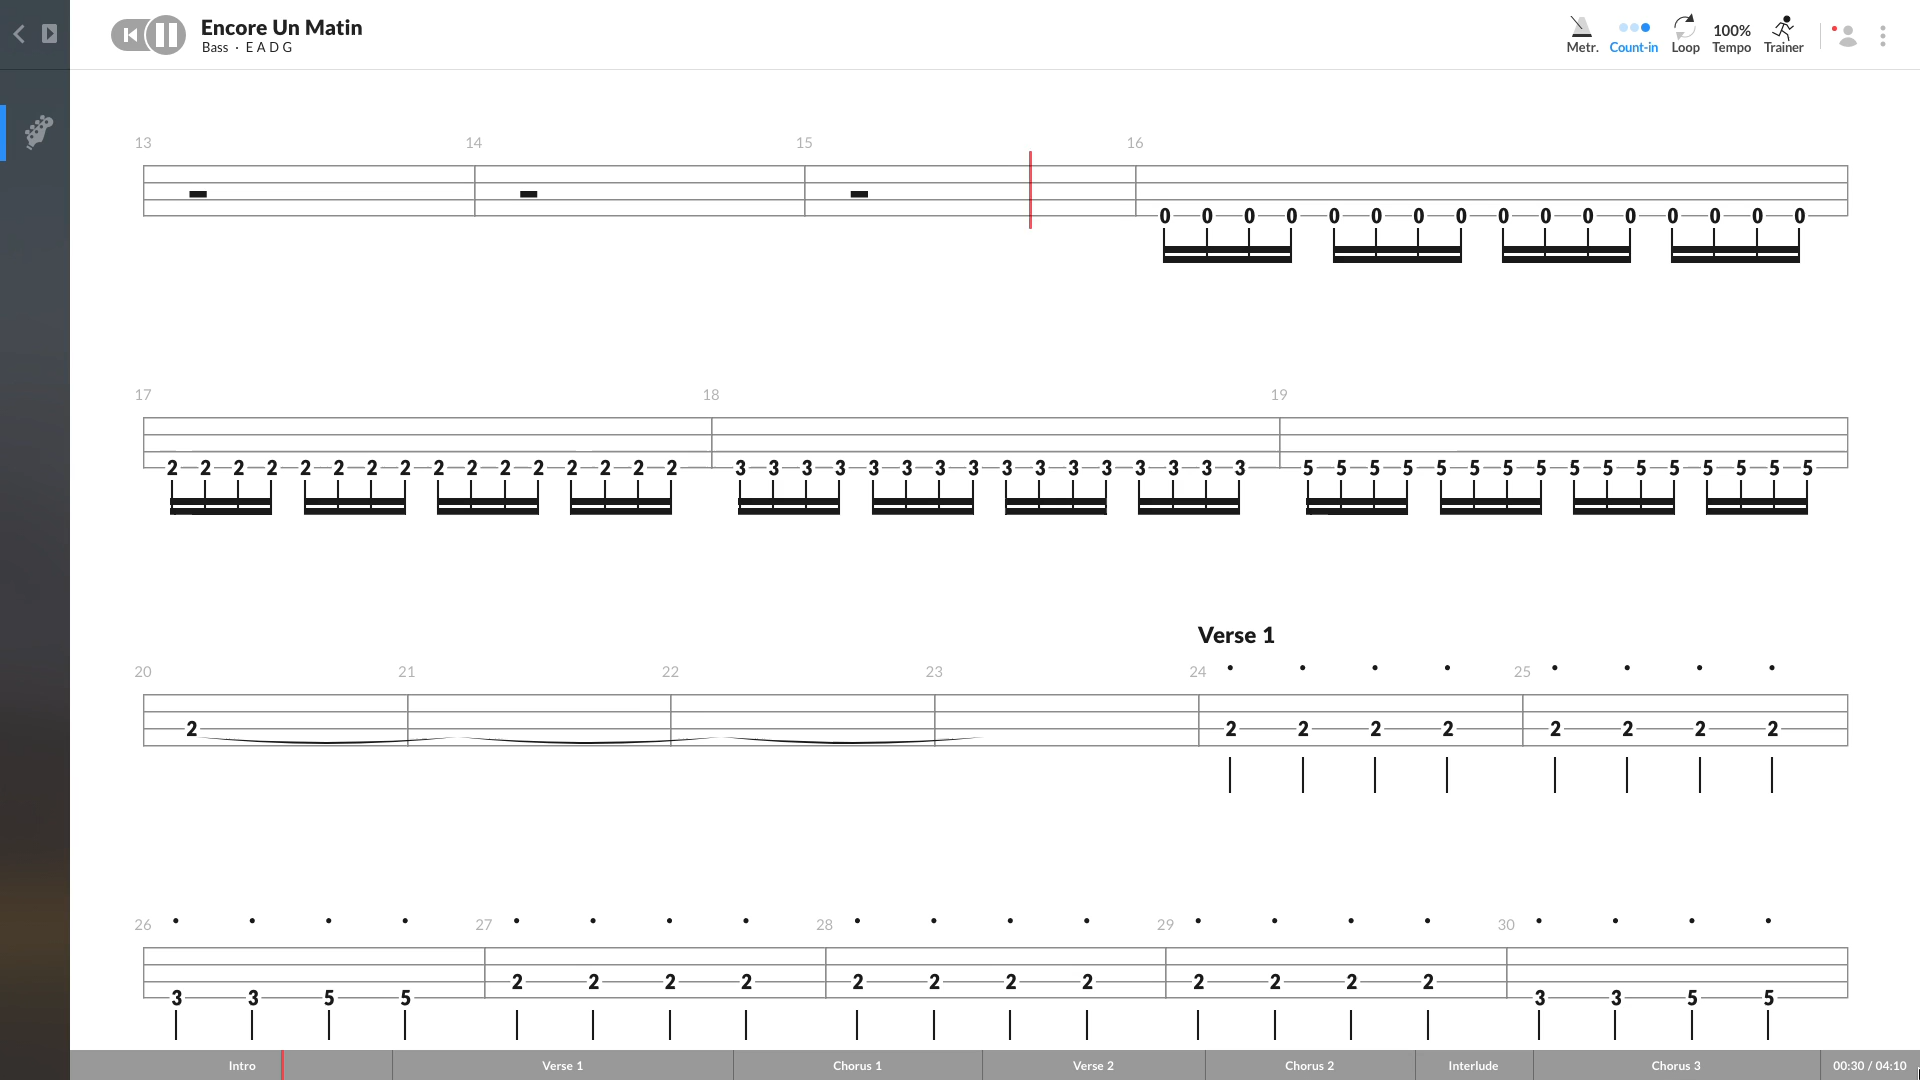 Encore Un Matin
Bass · E A D G
Metr.
Count-in
Loop
100%
Tempo
Trainer
13 14 15 16
0 0 0 0 0 0 0 0 0 0 0 0 0 0 0 0
17 18 19
2 2 2 2 2 2 2 2 2 2 2 2 2 2 2 2 3 3 3 3 3 3 3 3 3 3 3 3 3 3 3 3 5 5 5 5 5 5 5 5 5 5 5 5 5 5 5 5
Verse 1
20 21 22 23 24 25
2 2 2 2 2 2 2 2 2
26 27 28 29 30
3 3 5 5 2 2 2 2 2 2 2 2 2 2 2 2 3 3 5 5
Intro Verse 1 Chorus 1 Verse 2 Chorus 2 Interlude Chorus 3 00:30 / 04:10